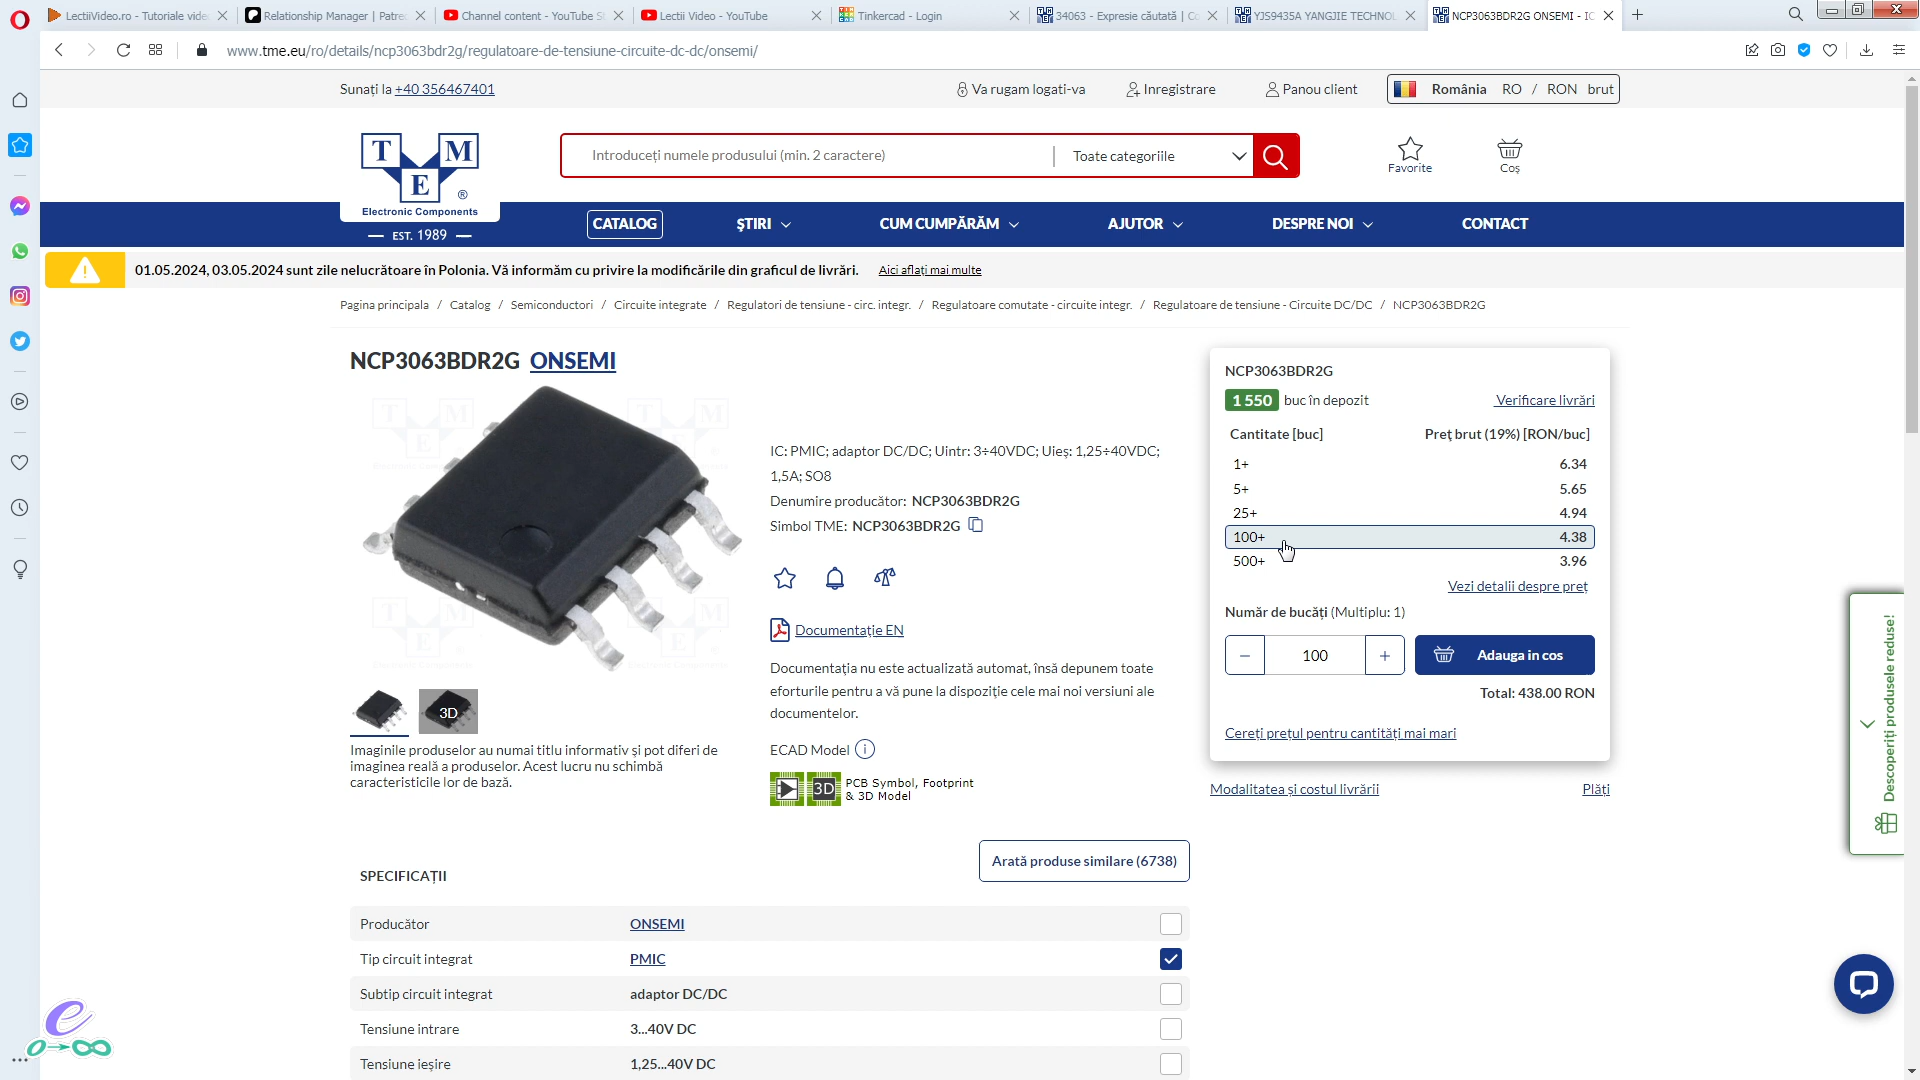 LectiiVideo.ro - Tutoriale vide
Relationship Manager | Patre
Channel content - YouTube S
Lectii Video - YouTube
Tinkercad - Login
34063 - Expresie căutată | Co
YJS9435A YANGJIE TECHNOL
NCP3063BDR2G ONSEMI - IC
www.tme.eu/ro/details/ncp3063bdr2g/regulatoare-de-tensiune-circuite-dc-dc/onsemi/
Sunați la +40 356467401
Va rugam logati-va
Inregistrare
Panou client
România RO / RON brut
T M E ®
Electronic Components
EST. 1989
Introduceți numele produsului (min. 2 caractere)
Toate categoriile
Favorite
Coș
CATALOG
ȘTIRI
CUM CUMPĂRĂM
AJUTOR
DESPRE NOI
CONTACT
01.05.2024, 03.05.2024 sunt zile nelucrătoare în Polonia. Vă informăm cu privire la modificările din graficul de livrări. Aici aflați mai multe
Pagina principala / Catalog / Semiconductori / Circuite integrate / Regulatori de tensiune - circ. integr. / Regulatoare comutate - circuite integr. / Regulatoare de tensiune - Circuite DC/DC / NCP3063BDR2G
NCP3063BDR2G ONSEMI
IC: PMIC; adaptor DC/DC; Uintr: 3÷40VDC; Uieș: 1,25÷40VDC;
1,5A; SO8
Denumire producător: NCP3063BDR2G
Simbol TME: NCP3063BDR2G
Documentație EN
Documentația nu este actualizată automat, însă depunem toate
eforturile pentru a vă pune la dispoziție cele mai noi versiuni ale
documentelor.
ECAD Model
3D
PCB Symbol, Footprint
& 3D Model
3D
Imaginile produselor au numai titlu informativ și pot diferi de
imaginea reală a produselor. Acest lucru nu schimbă
caracteristicile lor de bază.
NCP3063BDR2G
1 550 buc în depozit
Verificare livrări
Cantitate [buc] Preț brut (19%) [RON/buc]
1+ 6.34
5+ 5.65
25+ 4.94
100+ 4.38
500+ 3.96
Vezi detalii despre preț
Număr de bucăți (Multiplu: 1)
− 100 +
Adauga in cos
Total: 438.00 RON
Cereți prețul pentru cantități mai mari
Modalitatea și costul livrării
Plăți
Descoperiți produsele reduse!
Arată produse similare (6738)
SPECIFICAȚII
Producător ONSEMI
Tip circuit integrat PMIC
Subtip circuit integrat adaptor DC/DC
Tensiune intrare 3...40V DC
Tensiune ieșire 1,25...40V DC